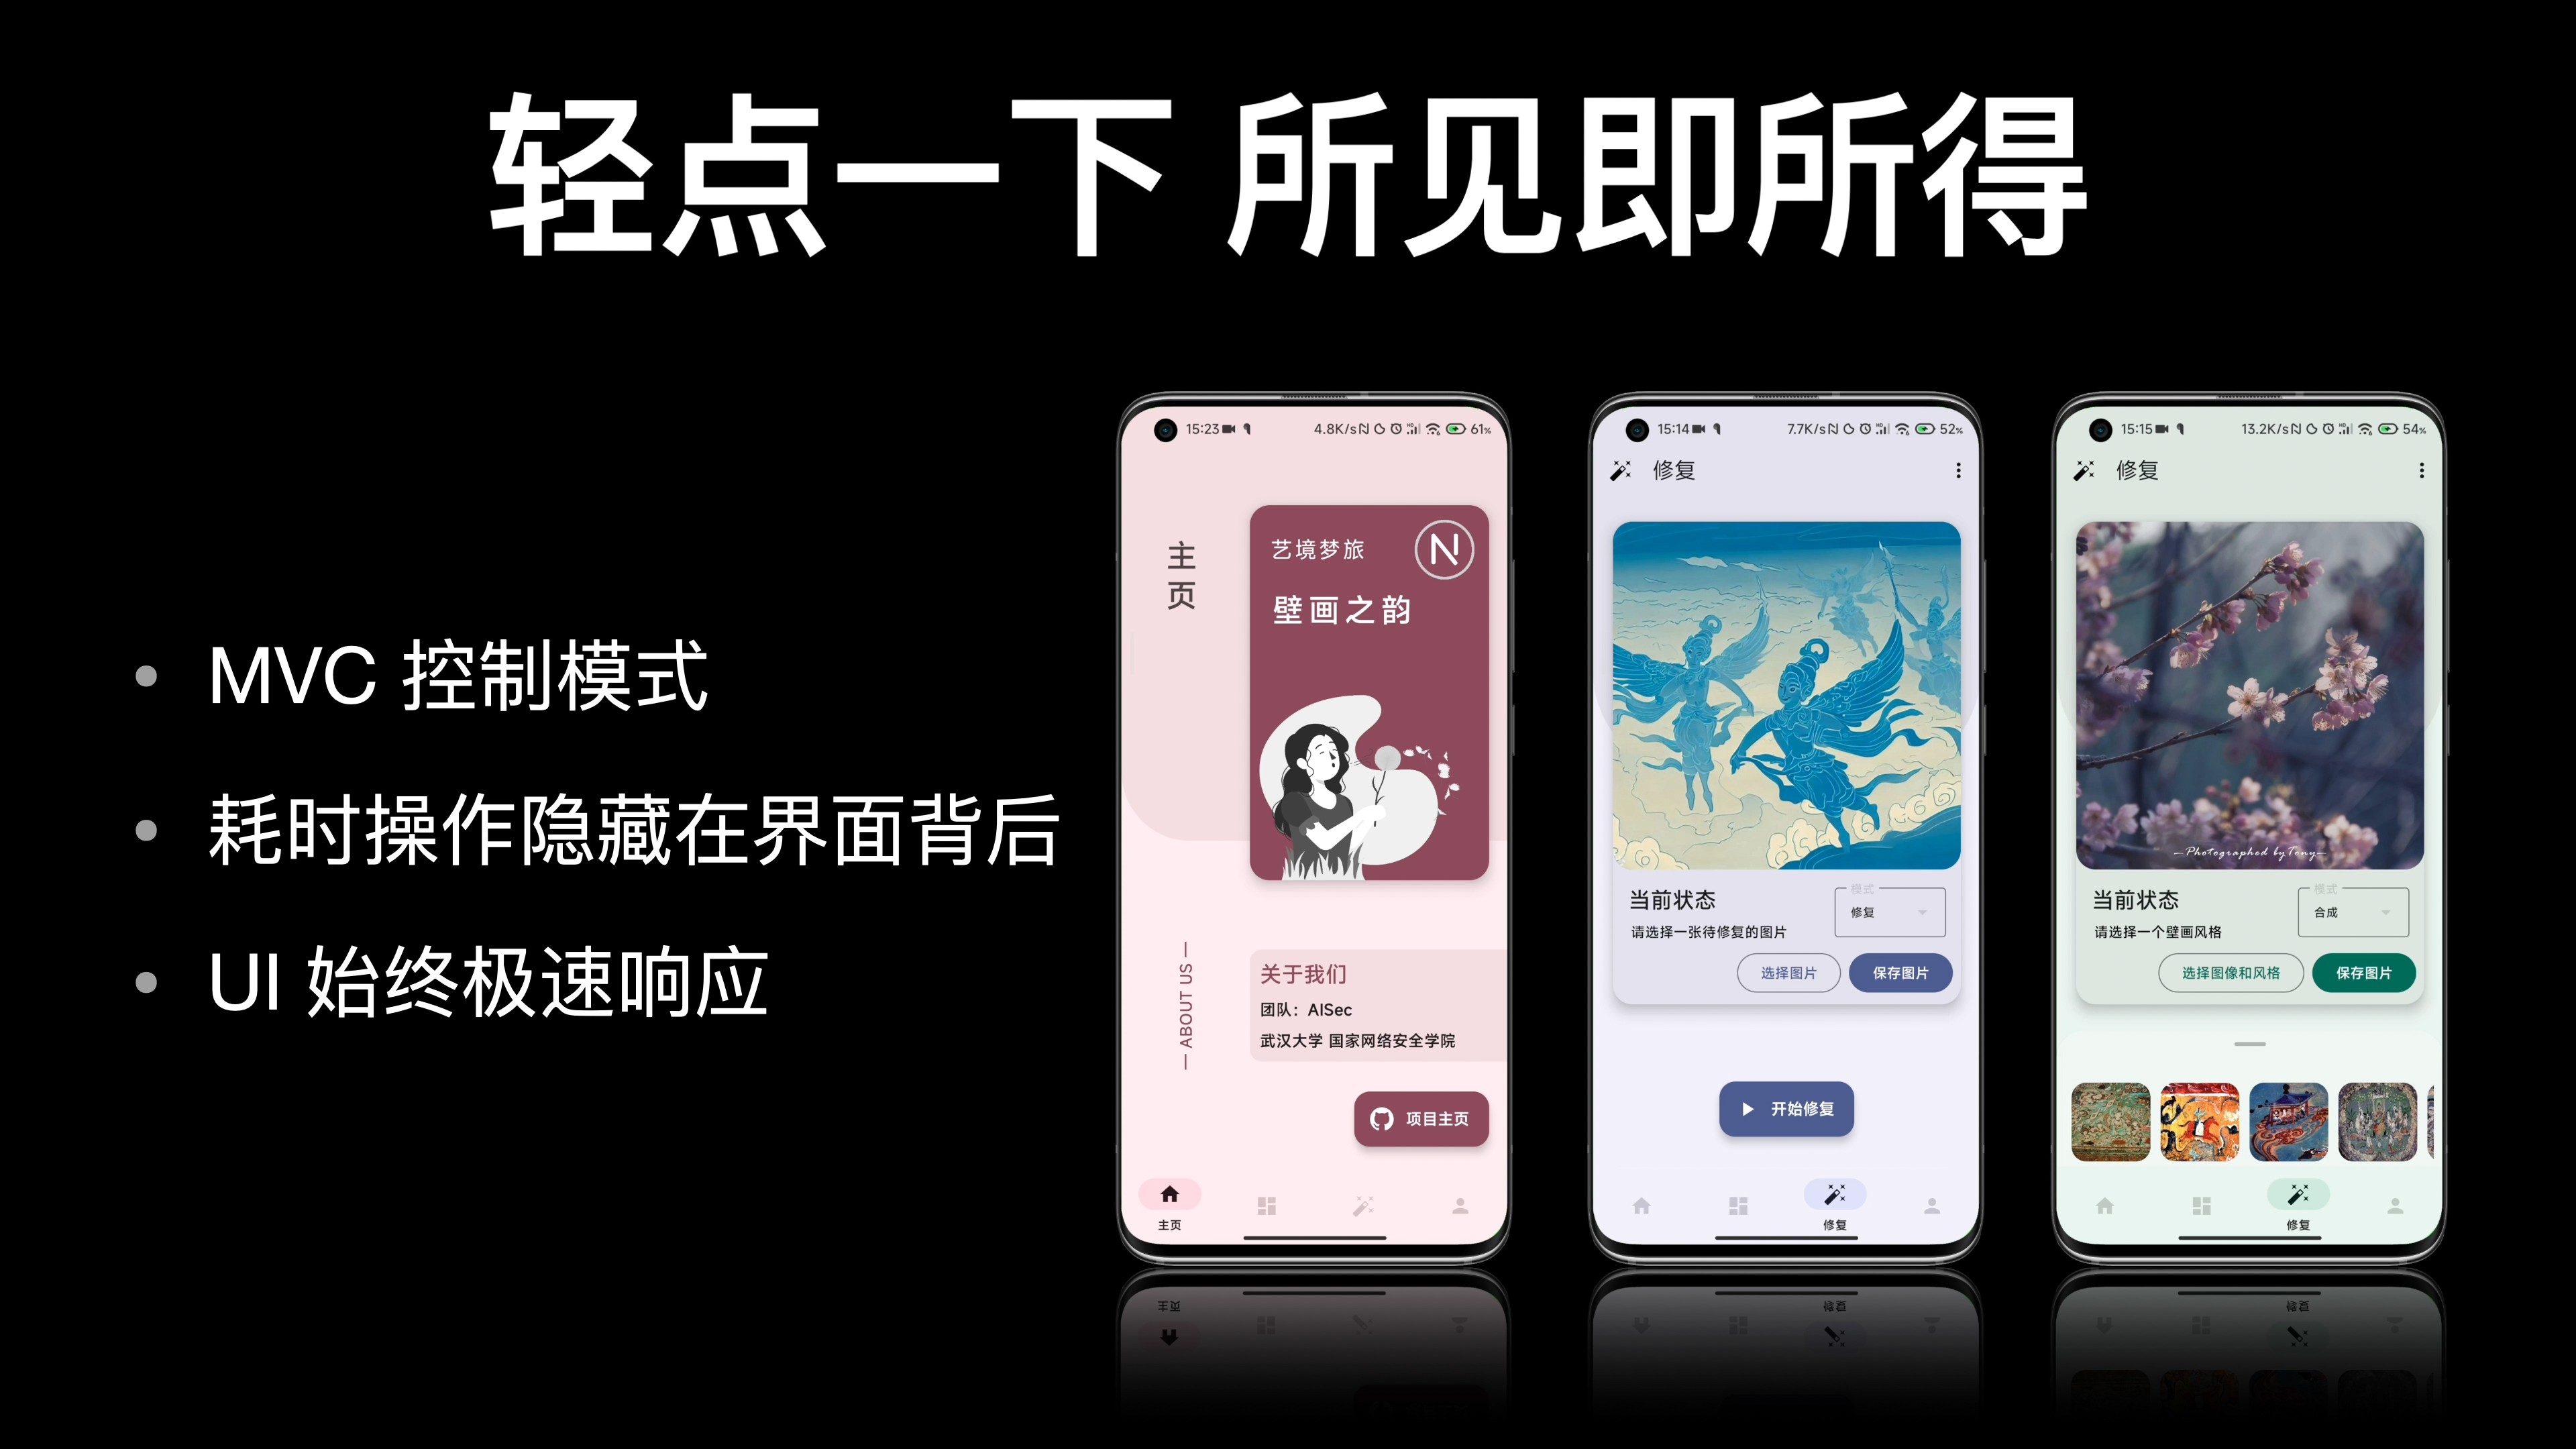 轻点一下 所见即所得
MVC 控制模式
耗时操作隐藏在界面背后
UI 始终极速响应
15:23
4.8K/s
61%
主页
艺境梦旅
N
壁画之韵
— ABOUT US —
关于我们
团队：AISec
武汉大学 国家网络安全学院
项目主页
主页
15:14
7.7K/s
52%
修复
当前状态
请选择一张待修复的图片
模式
修复
选择图片
保存图片
开始修复
修复
15:15
13.2K/s
54%
修复
—Photographed by Tony—
当前状态
请选择一个壁画风格
模式
合成
选择图像和风格
保存图片
修复